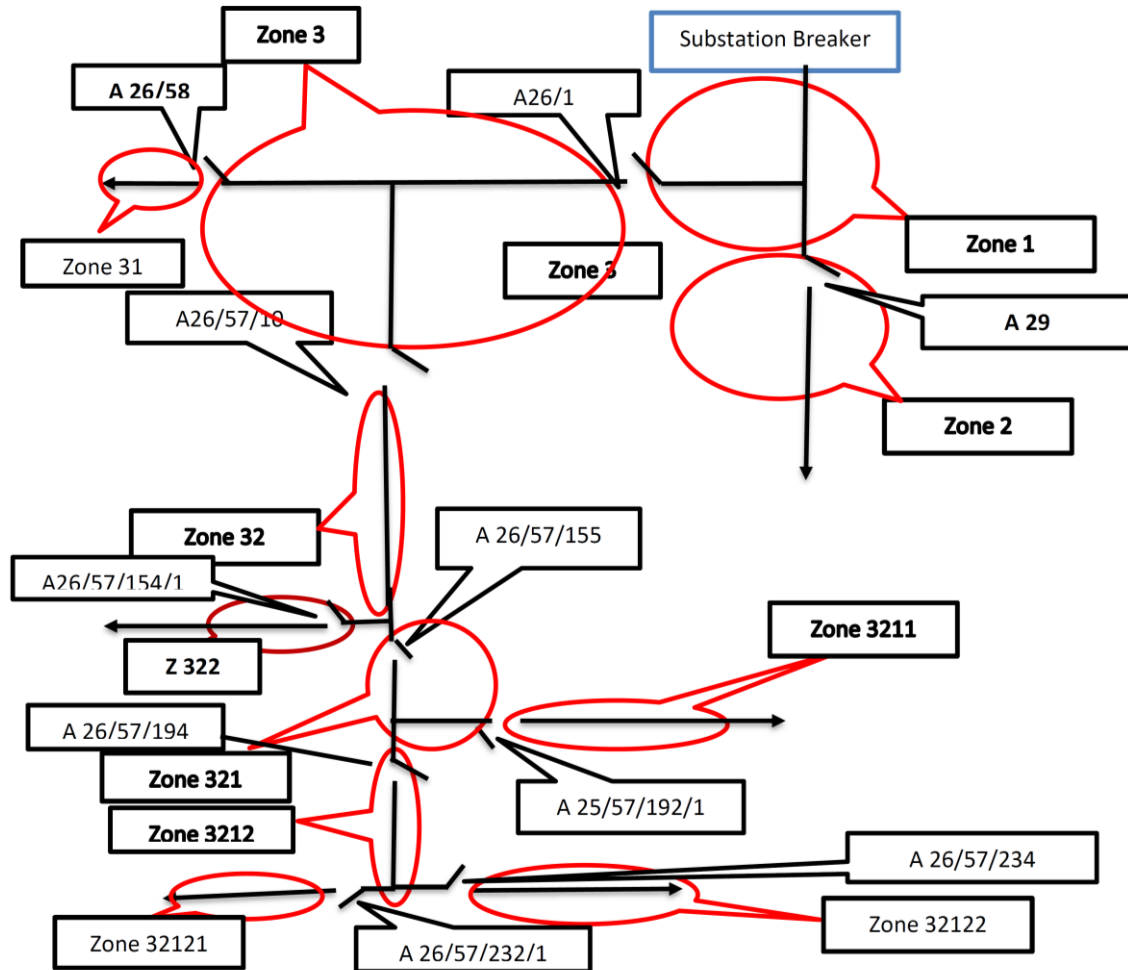 Zone 3
Substation Breaker
A 26/58
A26/1
Zone 1
Zone 31
Zone 3
A26/57/10
A 29
Zone 2
Zone 32
A 26/57/155
A26/57/154/1
Zone 3211
Z 322
A 26/57/194
Zone 321
A 25/57/192/1
Zone 3212
A 26/57/234
Zone 32121
A 26/57/232/1
Zone 32122